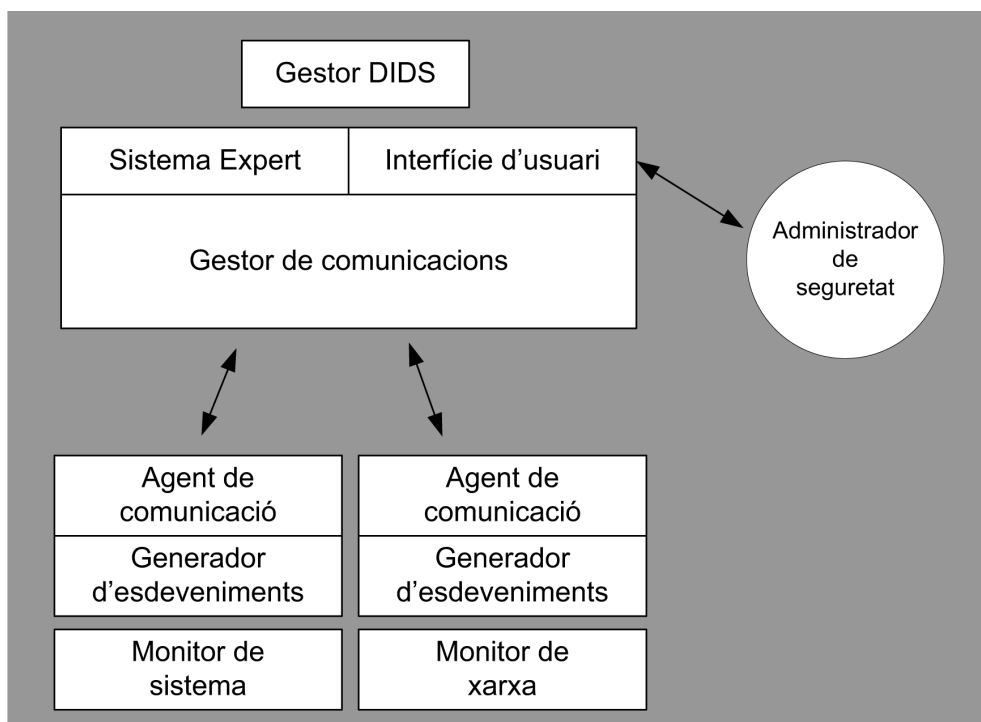 Gestor DIDS
Sistema Expert
Interfície d'usuari
Gestor de comunicacions
Administrador
de
seguretat
Agent de
comunicació
Generador
d'esdeveniments
Monitor de
sistema
Agent de
comunicació
Generador
d'esdeveniments
Monitor de
xarxa